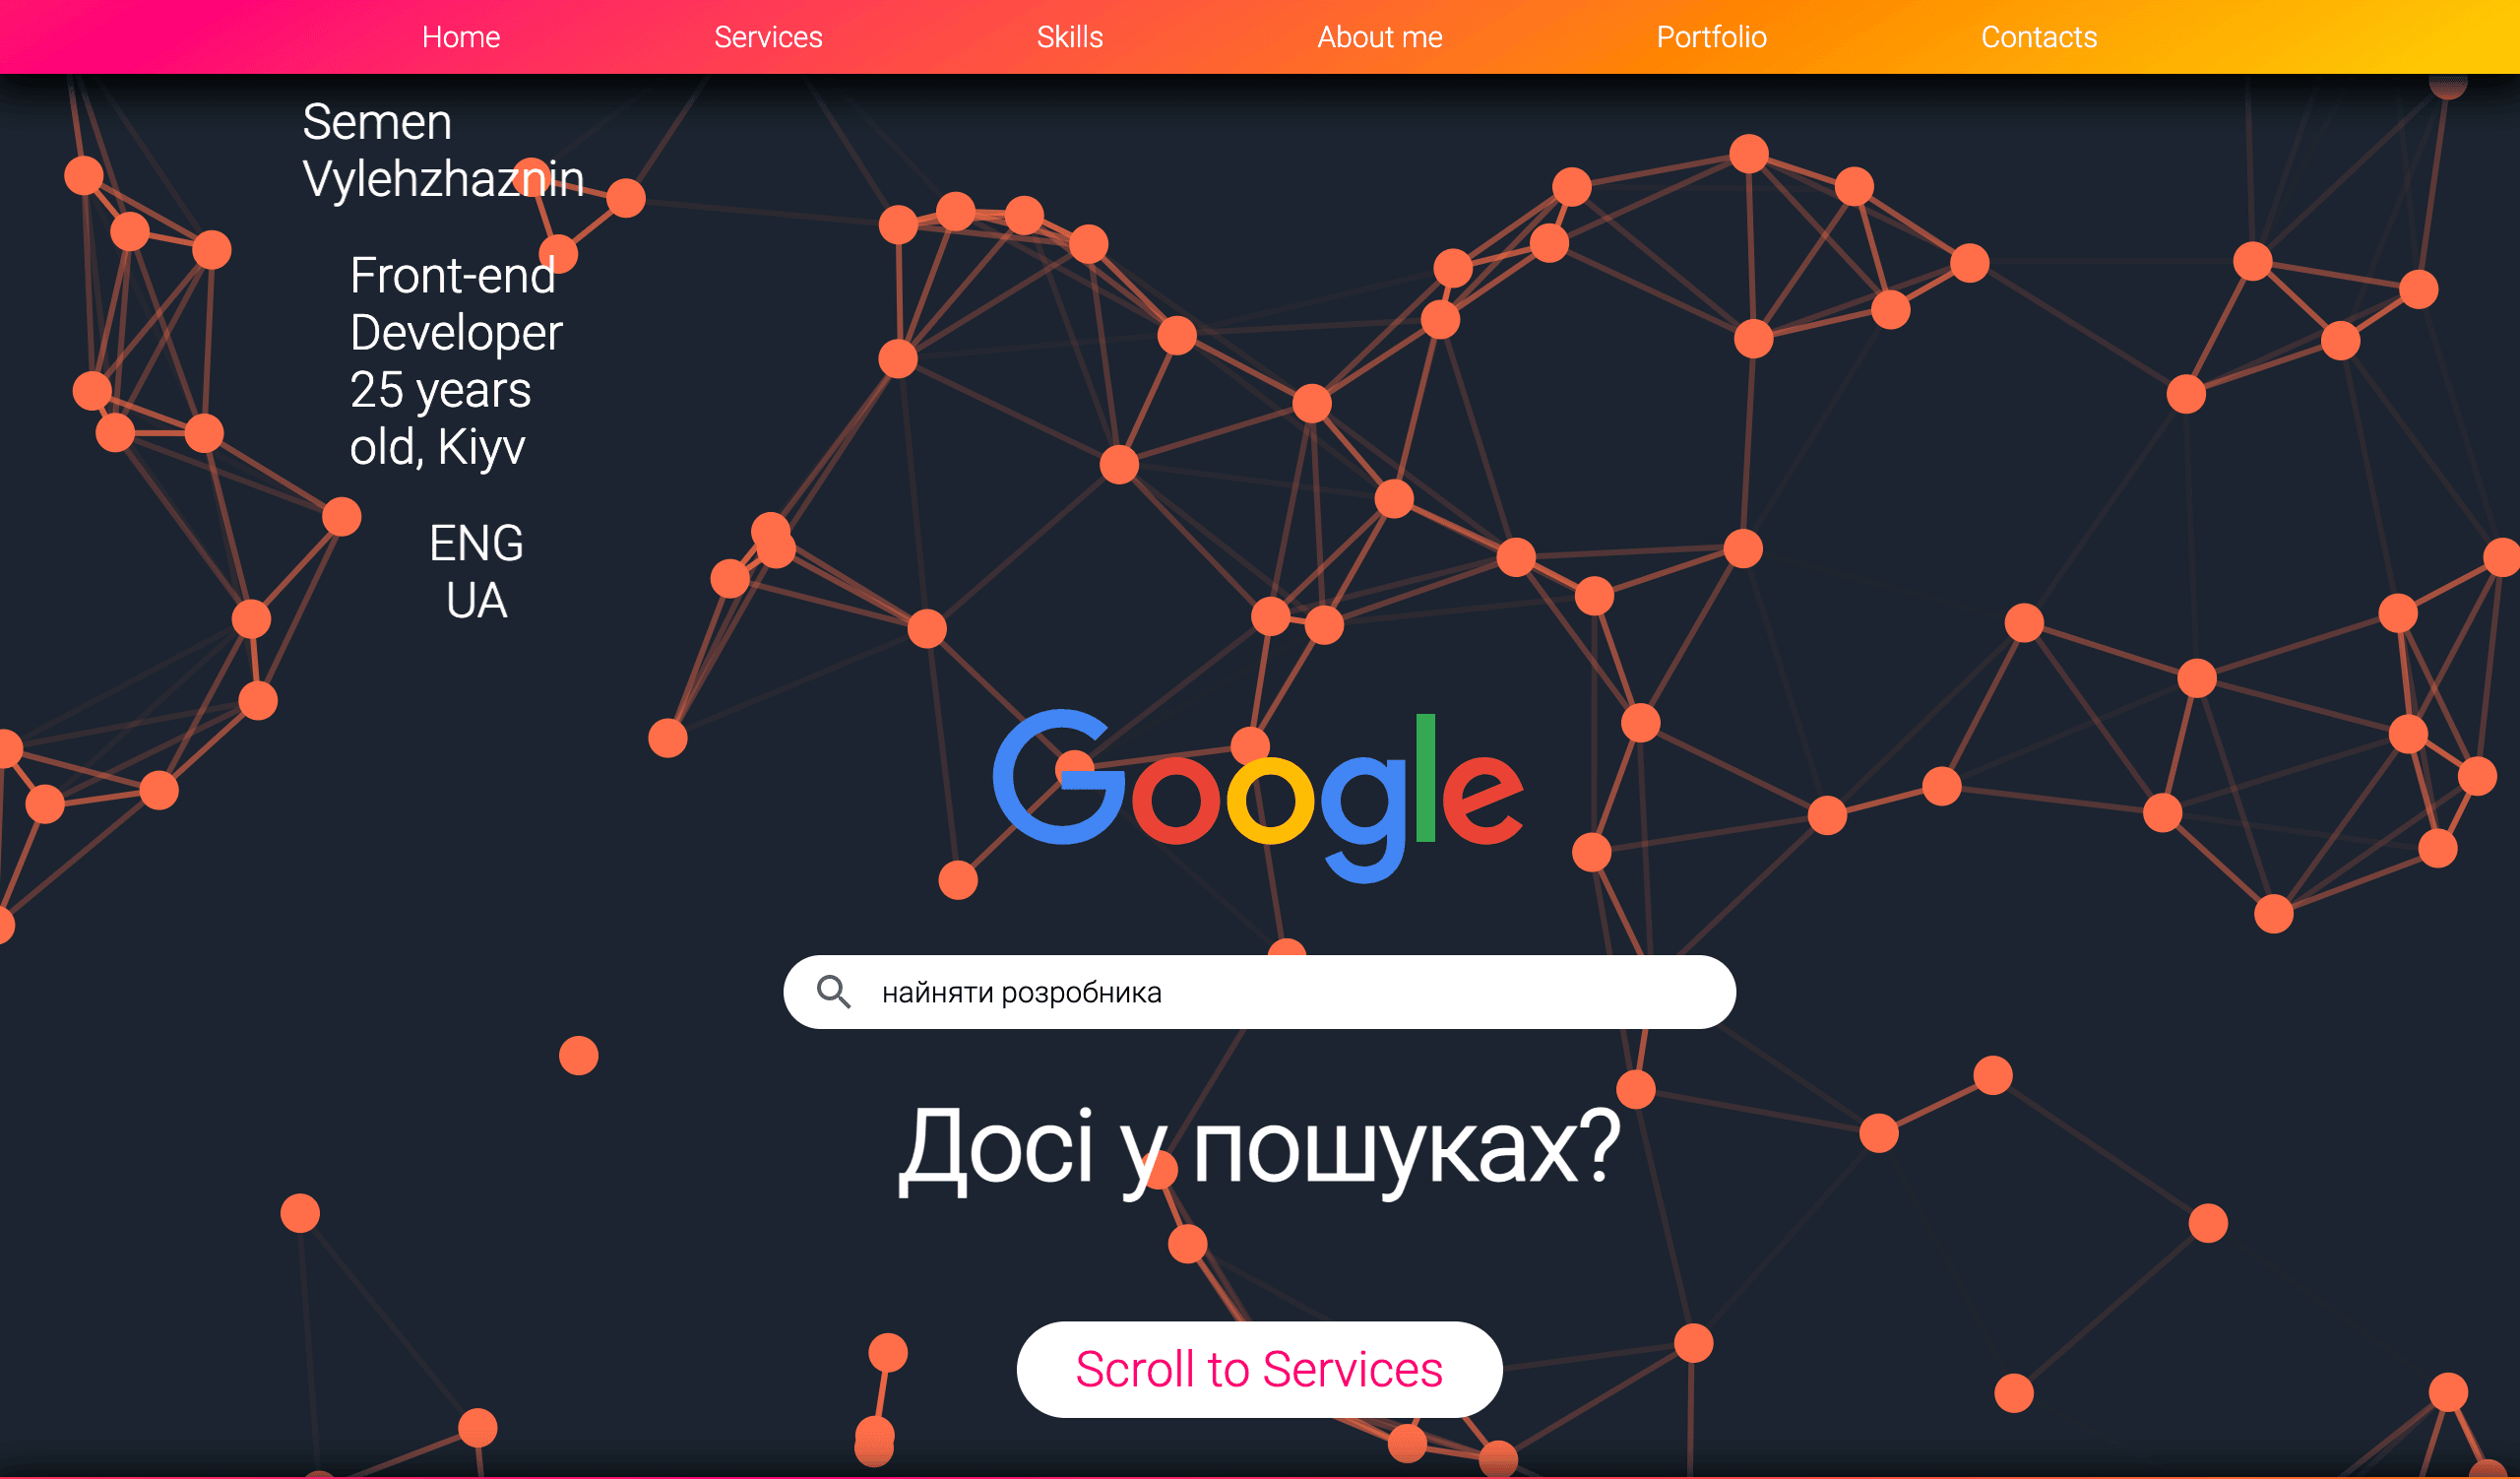 Home Services Skills About me Portfolio Contacts
Semen
Vylehzhaznin
Front-end
Developer
25 years
old, Kiyv
ENG
UA
Google
найняти розробника
Досі у пошуках?
Scroll to Services